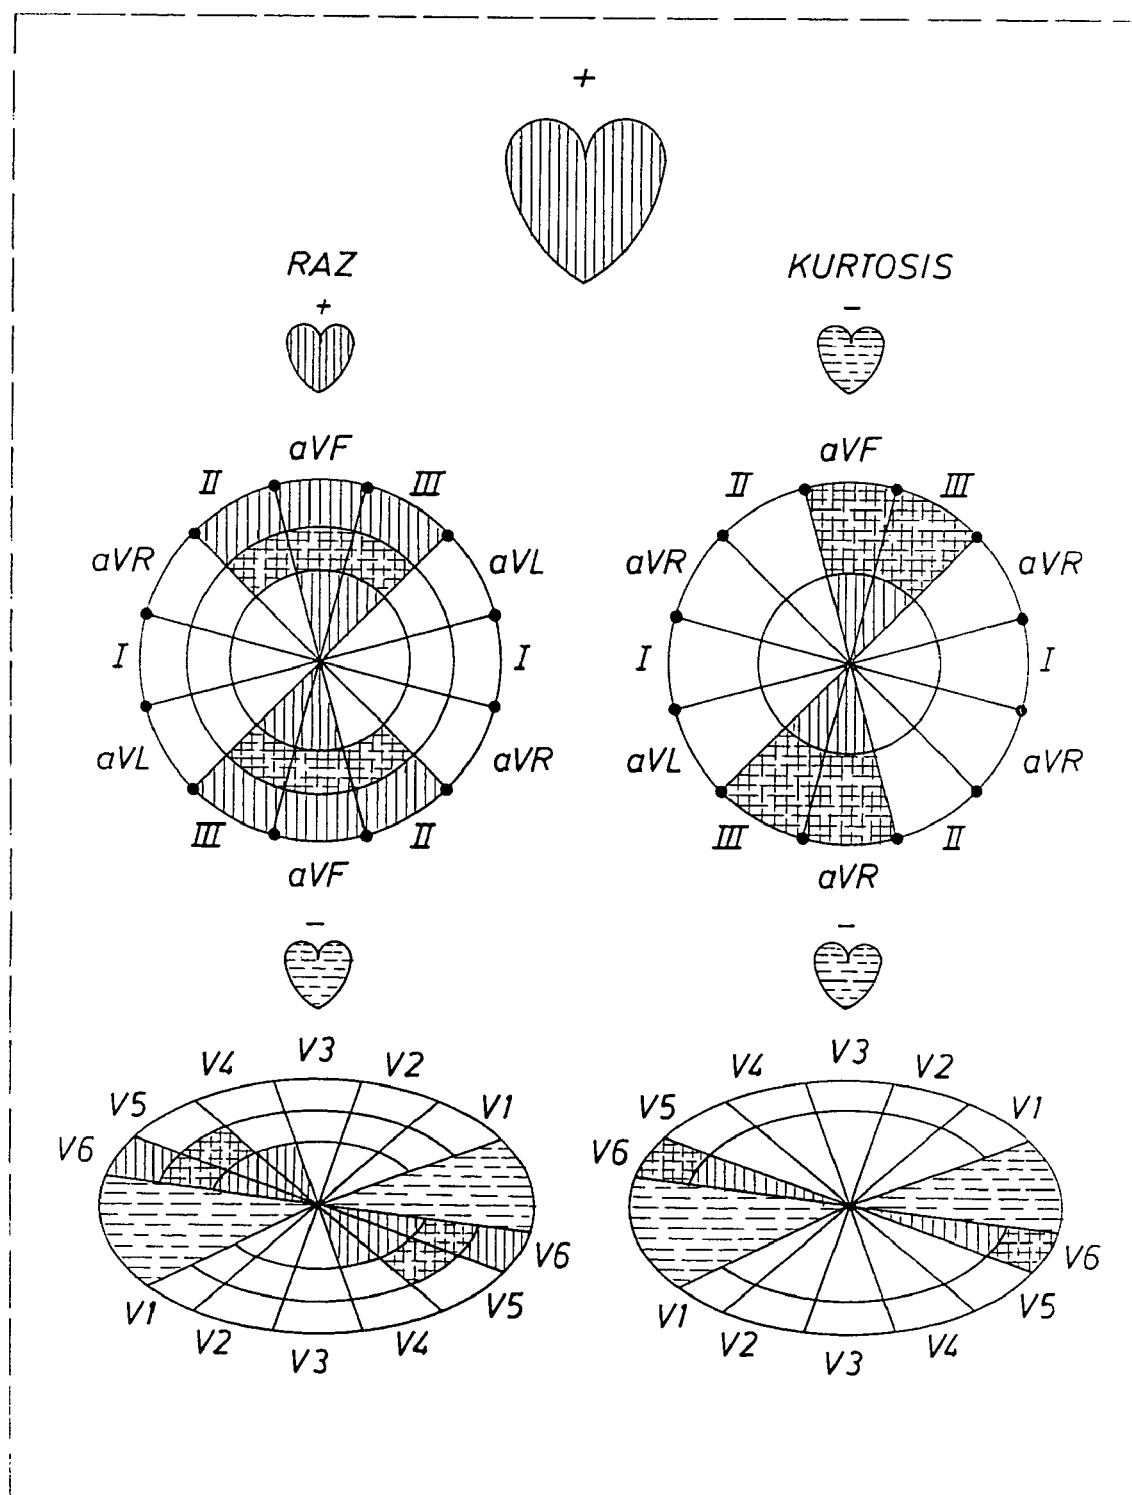 +
RAZ KURTOSIS
+ −
aVF aVF
II III II III
aVR aVL aVR aVR
I I I I
aVL aVR aVL aVR
III II III II
aVF aVR
− −
V3 V3
V4 V2 V4 V2
V5 V1 V5 V1
V6 V6
V6 V6
V1 V5 V1 V5
V2 V4 V2 V4
V3 V3